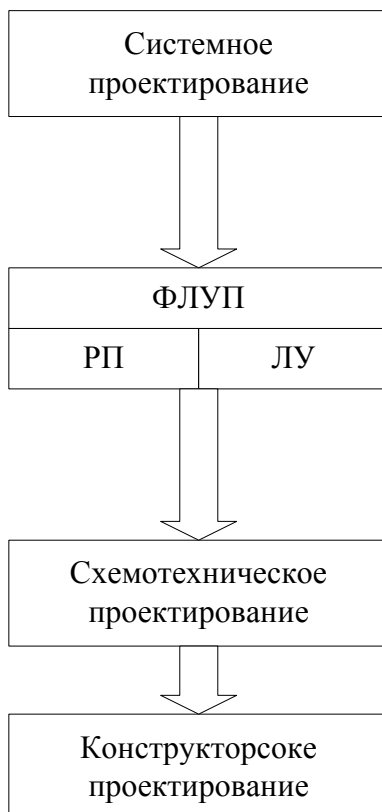 Системное
проектирование
ФЛУП
РП ЛУ
Схемотехническое
проектирование
Конструкторсоке
проектирование